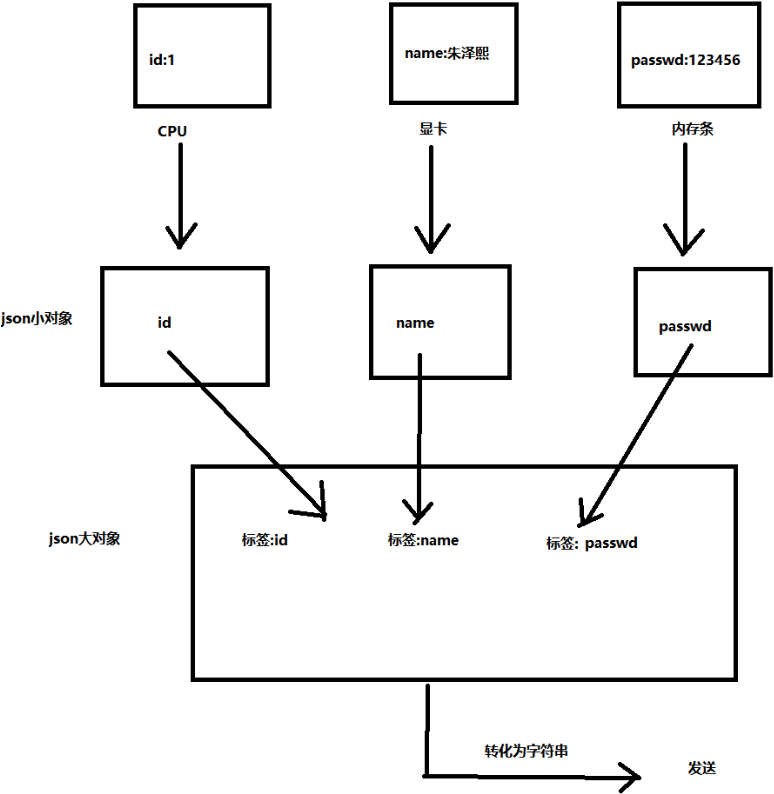 id:1
name:朱泽熙
passwd:123456
CPU
显卡
内存条
json小对象
id
name
passwd
json大对象
标签:id
标签:name
标签: passwd
转化为字符串
发送